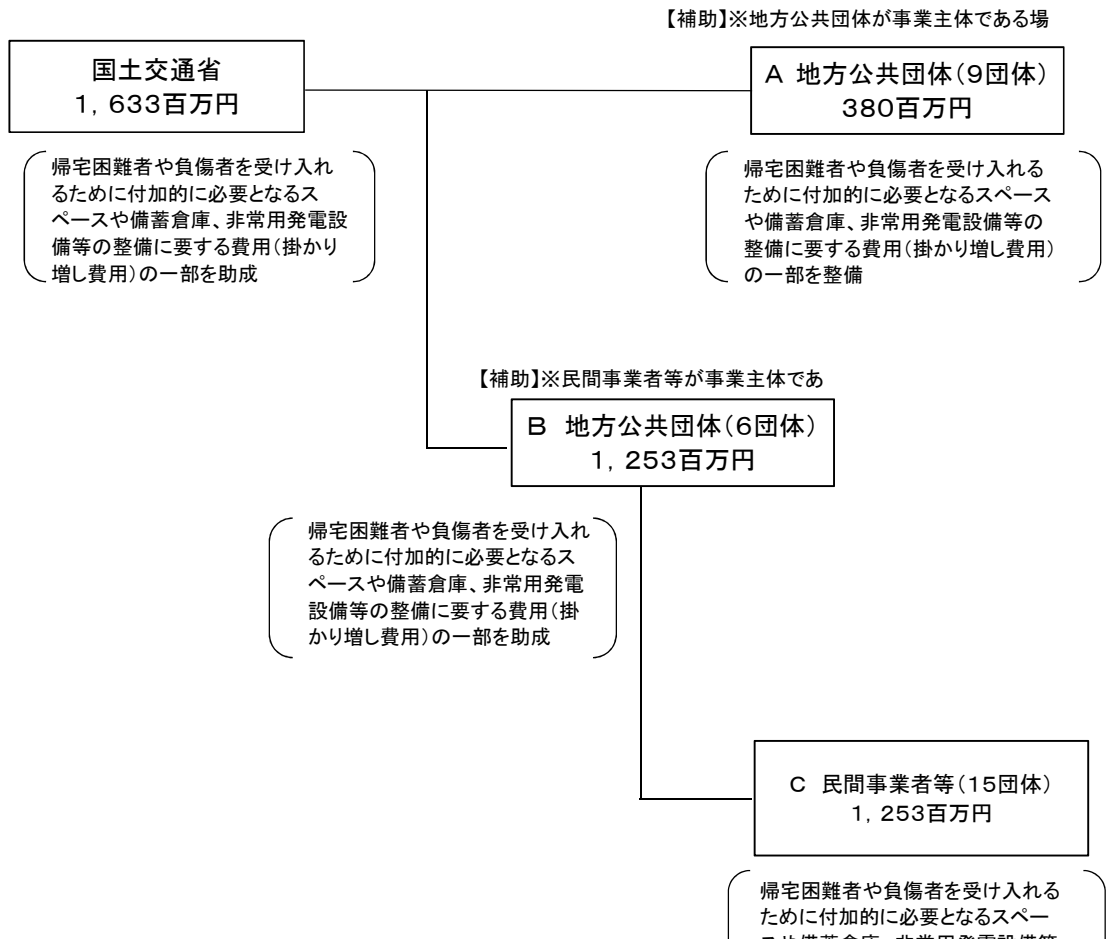 【補助】※地方公共団体が事業主体である場
国土交通省
1，633百万円
A 地方公共団体（9団体）
380百万円
帰宅困難者や負傷者を受け入れ
るために付加的に必要となるス
ペースや備蓄倉庫、非常用発電設
備等の整備に要する費用（掛かり
増し費用）の一部を助成
帰宅困難者や負傷者を受け入れる
ために付加的に必要となるスペース
や備蓄倉庫、非常用発電設備等の
整備に要する費用（掛かり増し費用）
の一部を整備
【補助】※民間事業者等が事業主体であ
B 地方公共団体（6団体）
1，253百万円
帰宅困難者や負傷者を受け入れ
るために付加的に必要となるス
ペースや備蓄倉庫、非常用発電
設備等の整備に要する費用（掛
かり増し費用）の一部を助成
C 民間事業者等（15団体）
1，253百万円
帰宅困難者や負傷者を受け入れる
ために付加的に必要となるスペー
スや備蓄倉庫、非常用発電設備等